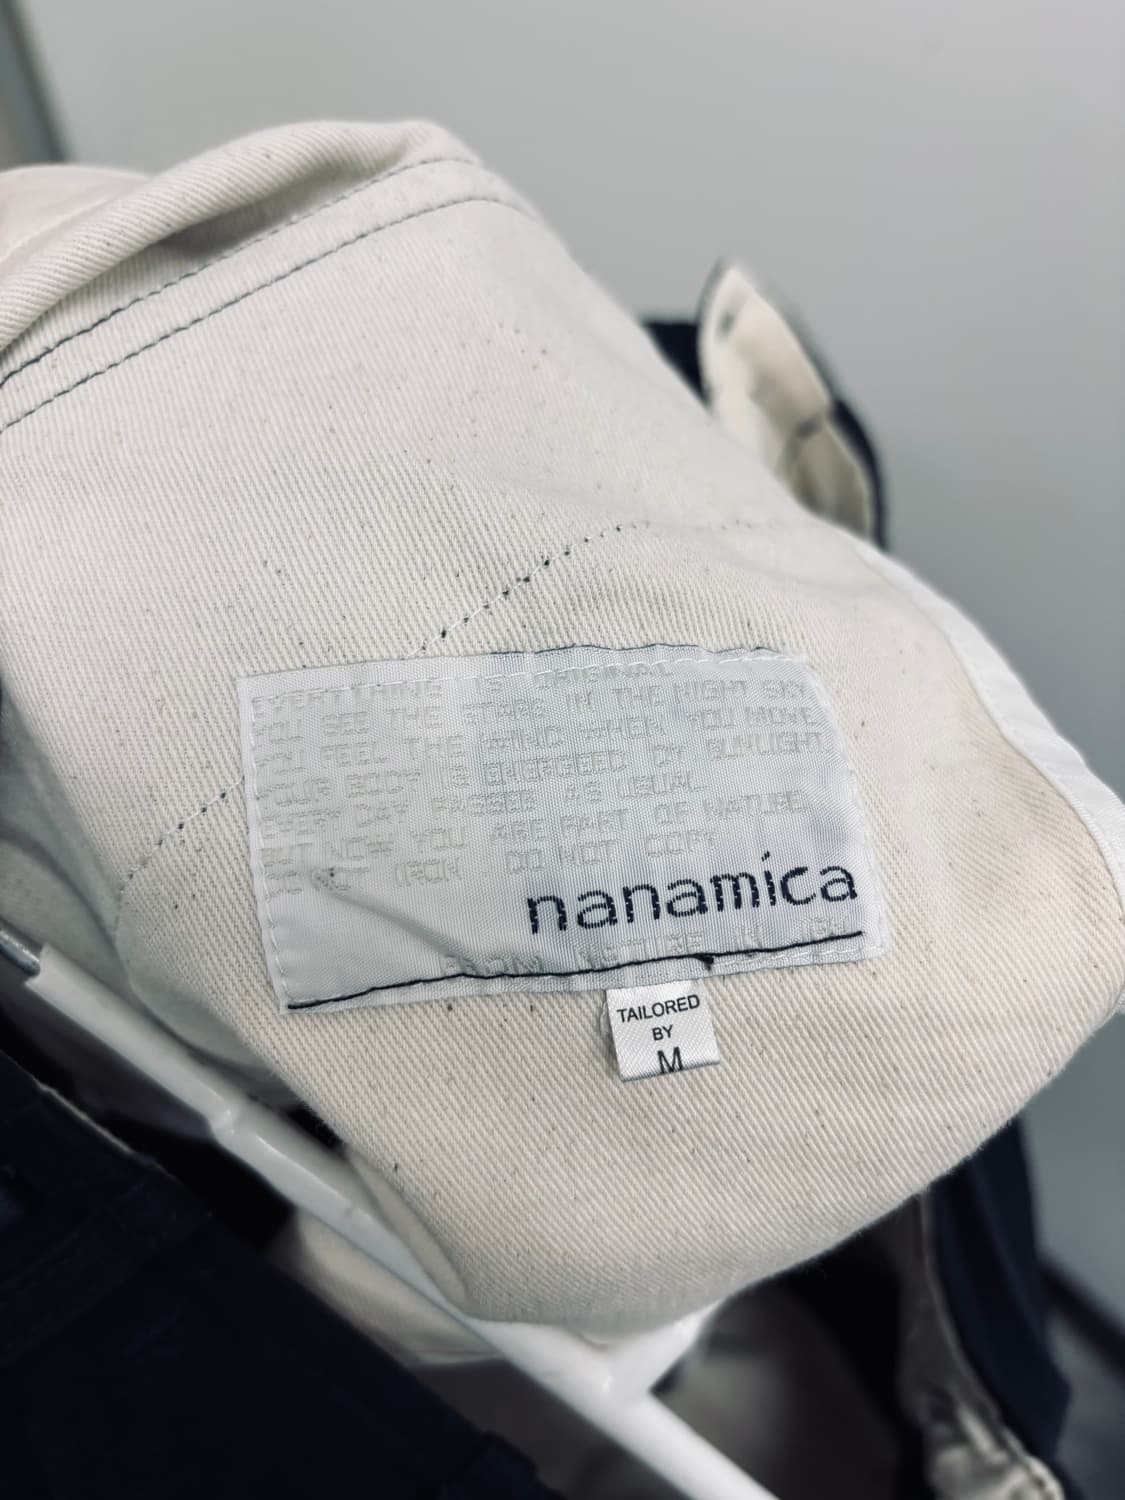 EVERYTHING IS ORIGINAL
YOU SEE THE STARS IN THE NIGHT SKY
YOU FEEL THE WIND WHEN YOU MOVE
YOUR BODY IS ENERGEED BY SUNLIGHT
EVERY DAY PASSES AS USUAL
BUT NOW YOU ARE PART OF NATURE
DO NOT IRON DO NOT COPY
nanamica
FROM
TAILORED
BY
M